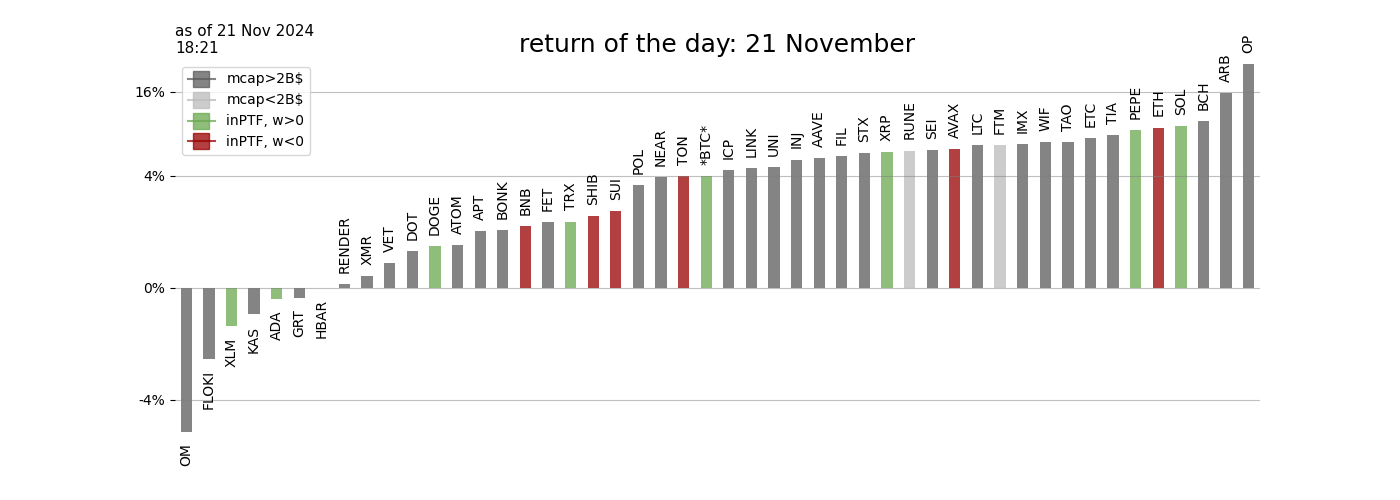 as of 21 Nov 2024
18:21
return of the day: 21 November
mcap>2B$
mcap<2B$
inPTF, w>0
inPTF, w<0
16%
4%
0%
-4%
OM
FLOKI
XLM
KAS
ADA
GRT
HBAR
RENDER
XMR
VET
DOT
DOGE
ATOM
APT
BONK
BNB
FET
TRX
SHIB
SUI
POL
NEAR
TON
*BTC*
ICP
LINK
UNI
INJ
AAVE
FIL
STX
XRP
RUNE
SEI
AVAX
LTC
FTM
IMX
WIF
TAO
ETC
TIA
PEPE
ETH
SOL
BCH
ARB
OP